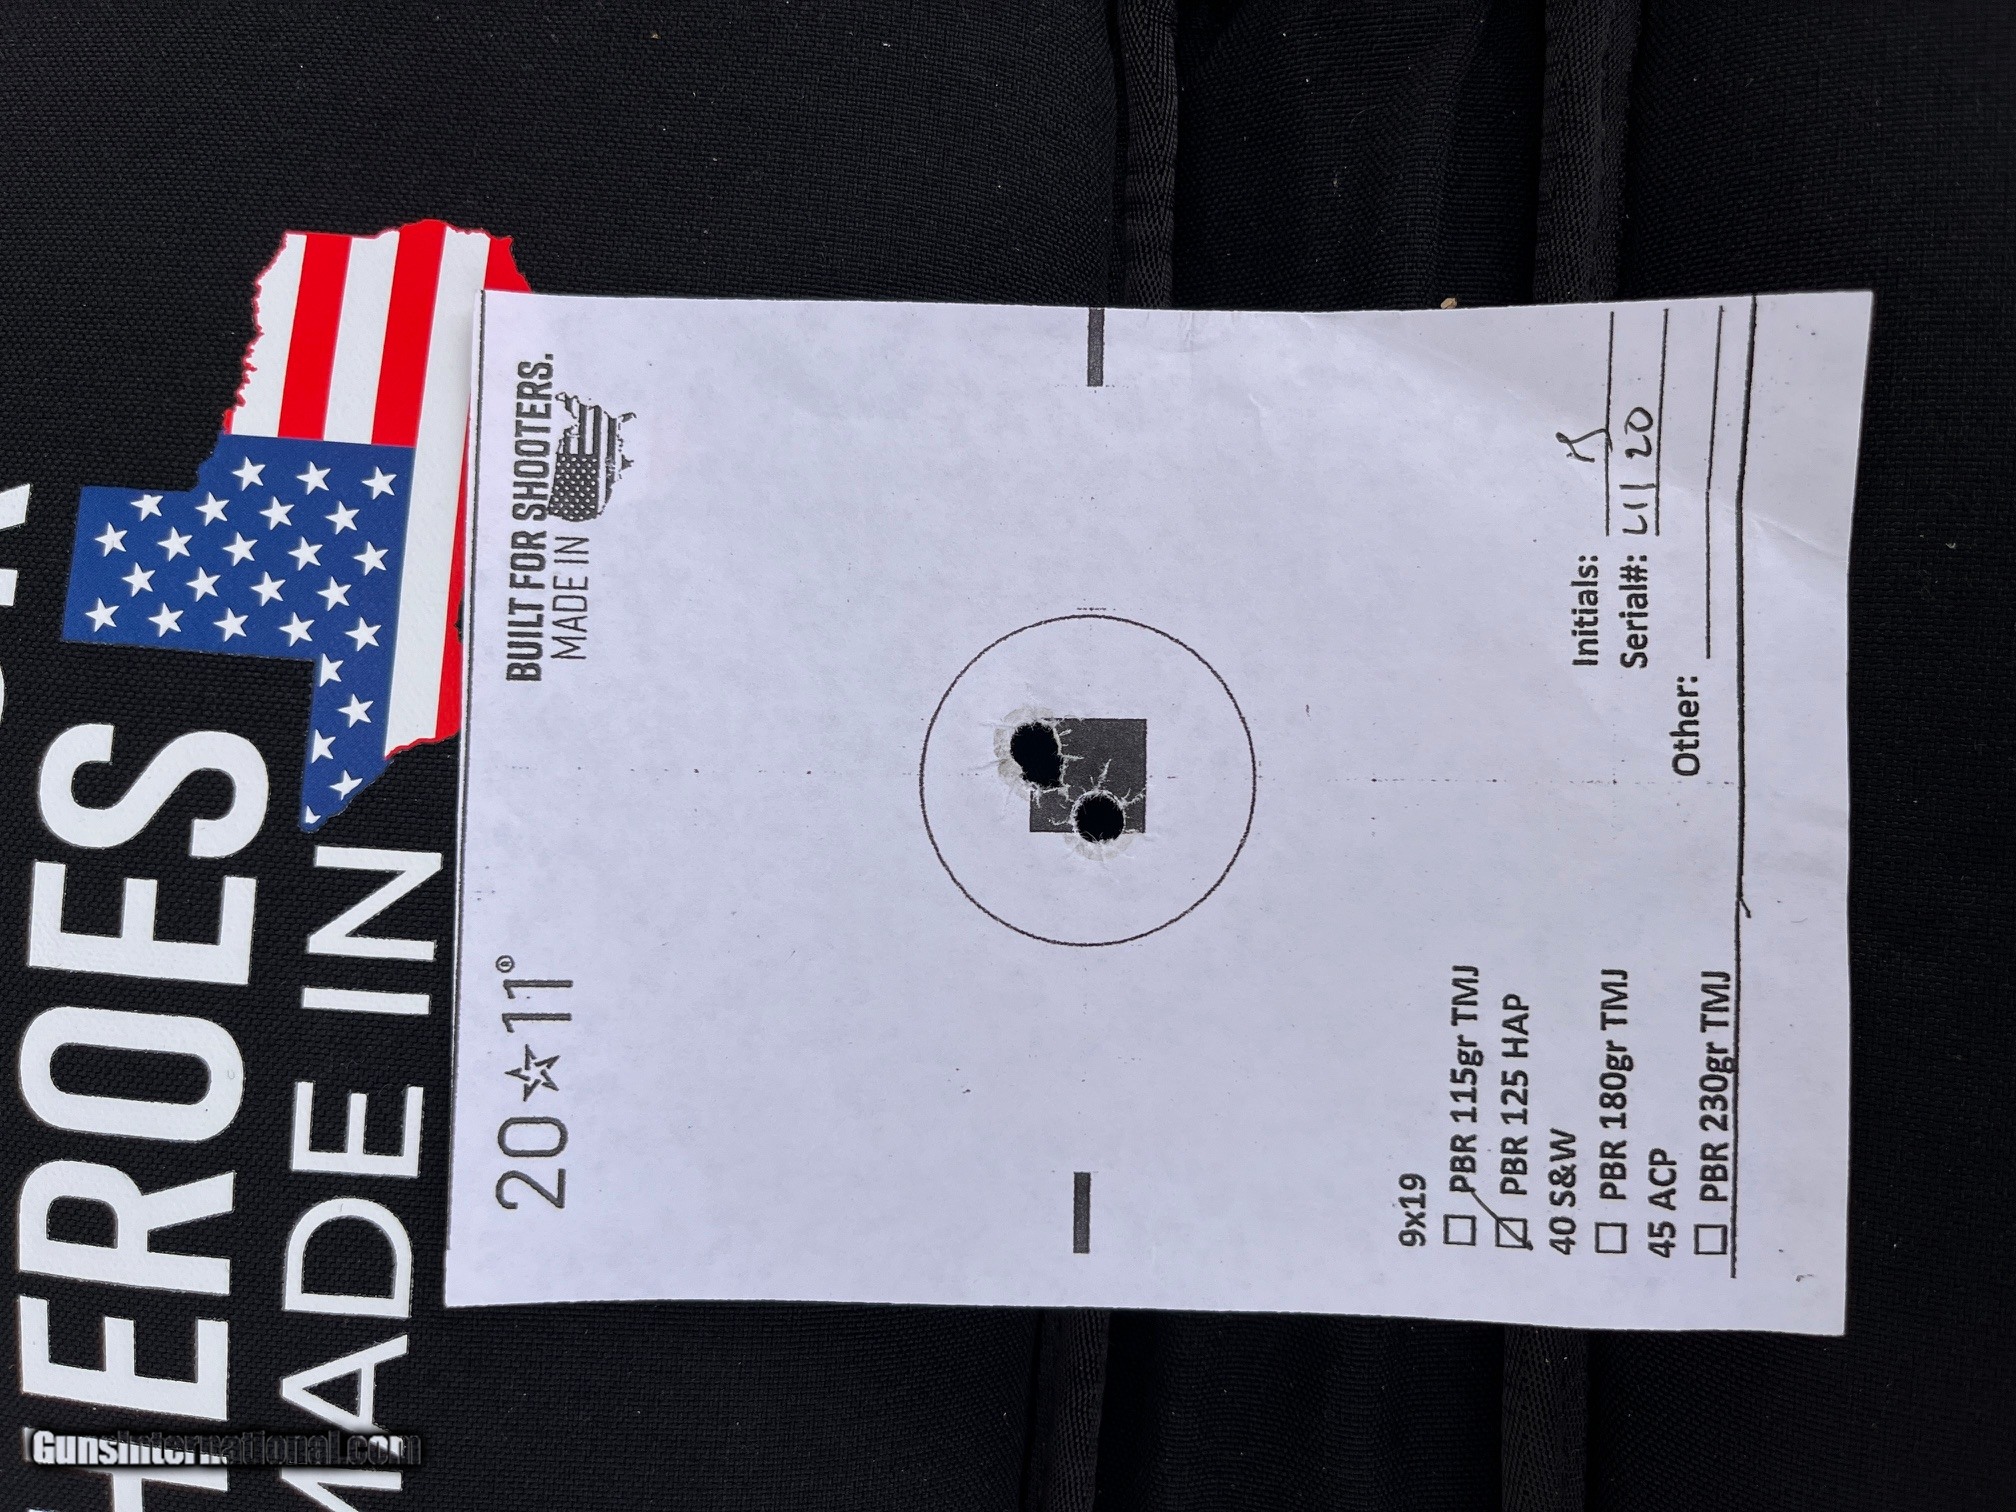 HEROES
MADE IN
20☆11®
BUILT FOR SHOOTERS.
MADE IN
9x19
☐ PBR 115gr TMJ
☑ PBR 125 HAP
40 S&W
☐ PBR 180gr TMJ
45 ACP
☐ PBR 230gr TMJ
Initials:
Serial#: L11120
Other:
GunsInternational.com